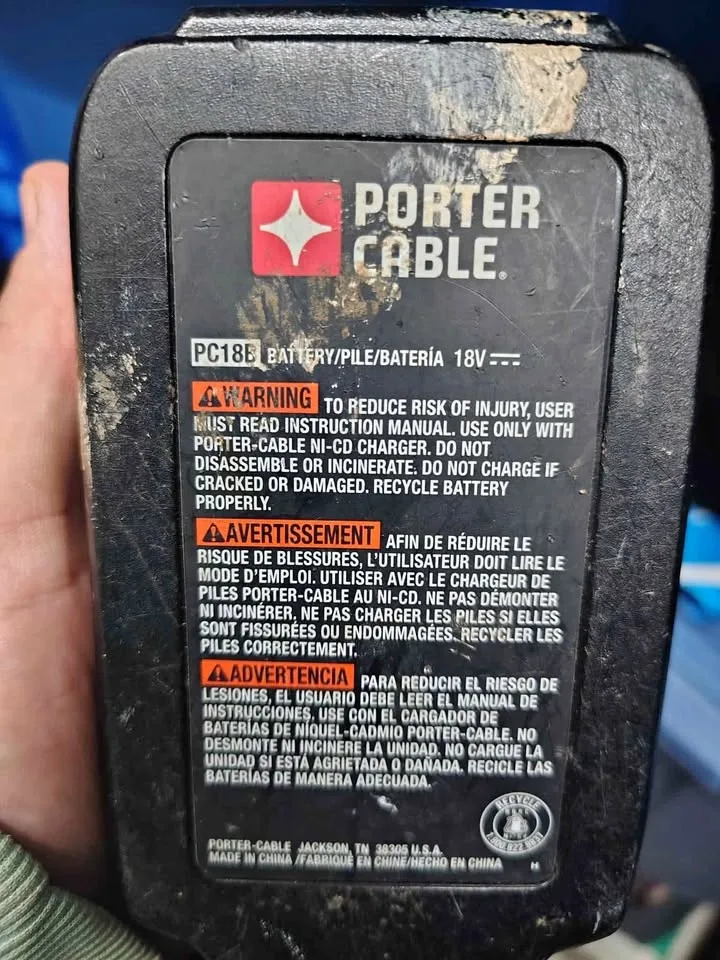 PORTER
CABLE®
PC18B BATTERY/PILE/BATERÍA 18V
WARNING TO REDUCE RISK OF INJURY, USER
MUST READ INSTRUCTION MANUAL. USE ONLY WITH
PORTER-CABLE NI-CD CHARGER. DO NOT
DISASSEMBLE OR INCINERATE. DO NOT CHARGE IF
CRACKED OR DAMAGED. RECYCLE BATTERY
PROPERLY.
AVERTISSEMENT AFIN DE RÉDUIRE LE
RISQUE DE BLESSURES, L'UTILISATEUR DOIT LIRE LE
MODE D'EMPLOI. UTILISER AVEC LE CHARGEUR DE
PILES PORTER-CABLE AU NI-CD. NE PAS DÉMONTER
NI INCINÉRER, NE PAS CHARGER LES PILES SI ELLES
SONT FISSURÉES OU ENDOMMAGÉES. RECYCLER LES
PILES CORRECTEMENT.
ADVERTENCIA PARA REDUCIR EL RIESGO DE
LESIONES, EL USUARIO DEBE LEER EL MANUAL DE
INSTRUCCIONES. USE CON EL CARGADOR DE
BATERÍAS DE NÍQUEL-CADMIO PORTER-CABLE. NO
DESMONTE NI INCINERE LA UNIDAD. NO CARGUE LA
UNIDAD SI ESTÁ AGRIETADA O DAÑADA. RECICLE LAS
BATERÍAS DE MANERA ADECUADA.
RECYCLE
1.800.822.8837
PORTER-CABLE JACKSON, TN 38305 U.S.A.
MADE IN CHINA /FABRIQUÉ EN CHINE/HECHO EN CHINA H